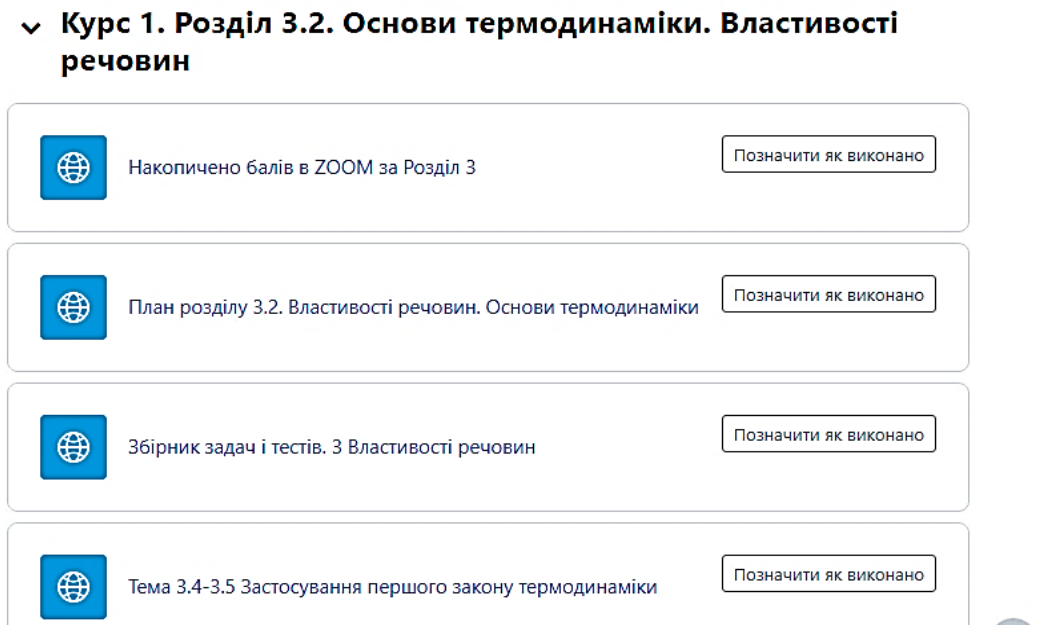 Курс 1. Розділ 3.2. Основи термодинаміки. Властивості
речовин
Накопичено балів в ZOOM за Розділ 3
Позначити як виконано
План розділу 3.2. Властивості речовин. Основи термодинаміки
Позначити як виконано
Збірник задач і тестів. 3 Властивості речовин
Позначити як виконано
Тема 3.4-3.5 Застосування першого закону термодинаміки
Позначити як виконано